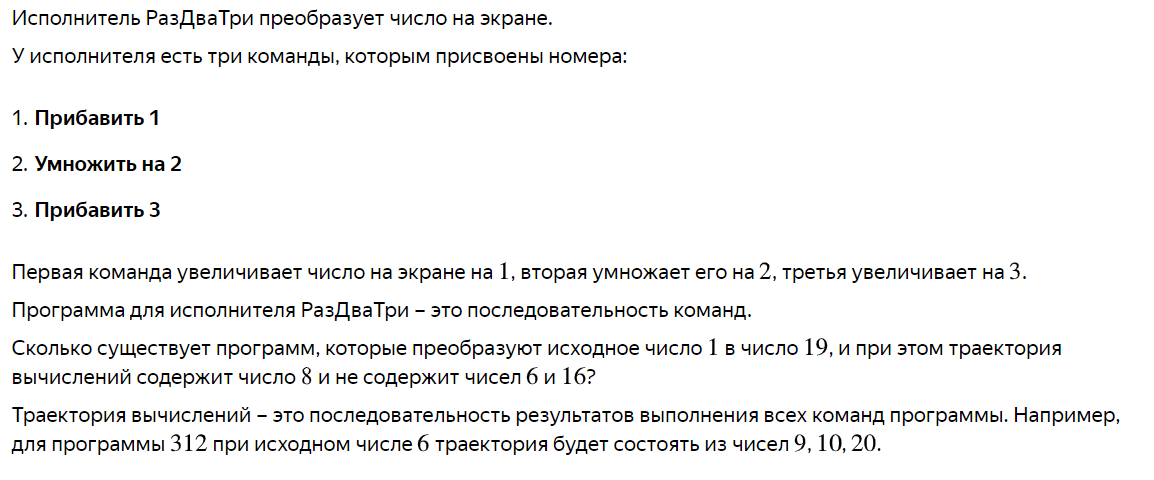 Исполнитель РазДваТри преобразует число на экране.
У исполнителя есть три команды, которым присвоены номера:
1. Прибавить 1
2. Умножить на 2
3. Прибавить 3
Первая команда увеличивает число на экране на 1, вторая умножает его на 2, третья увеличивает на 3.
Программа для исполнителя РазДваТри – это последовательность команд.
Сколько существует программ, которые преобразуют исходное число 1 в число 19, и при этом траектория
вычислений содержит число 8 и не содержит чисел 6 и 16?
Траектория вычислений – это последовательность результатов выполнения всех команд программы. Например,
для программы 312 при исходном числе 6 траектория будет состоять из чисел 9, 10, 20.